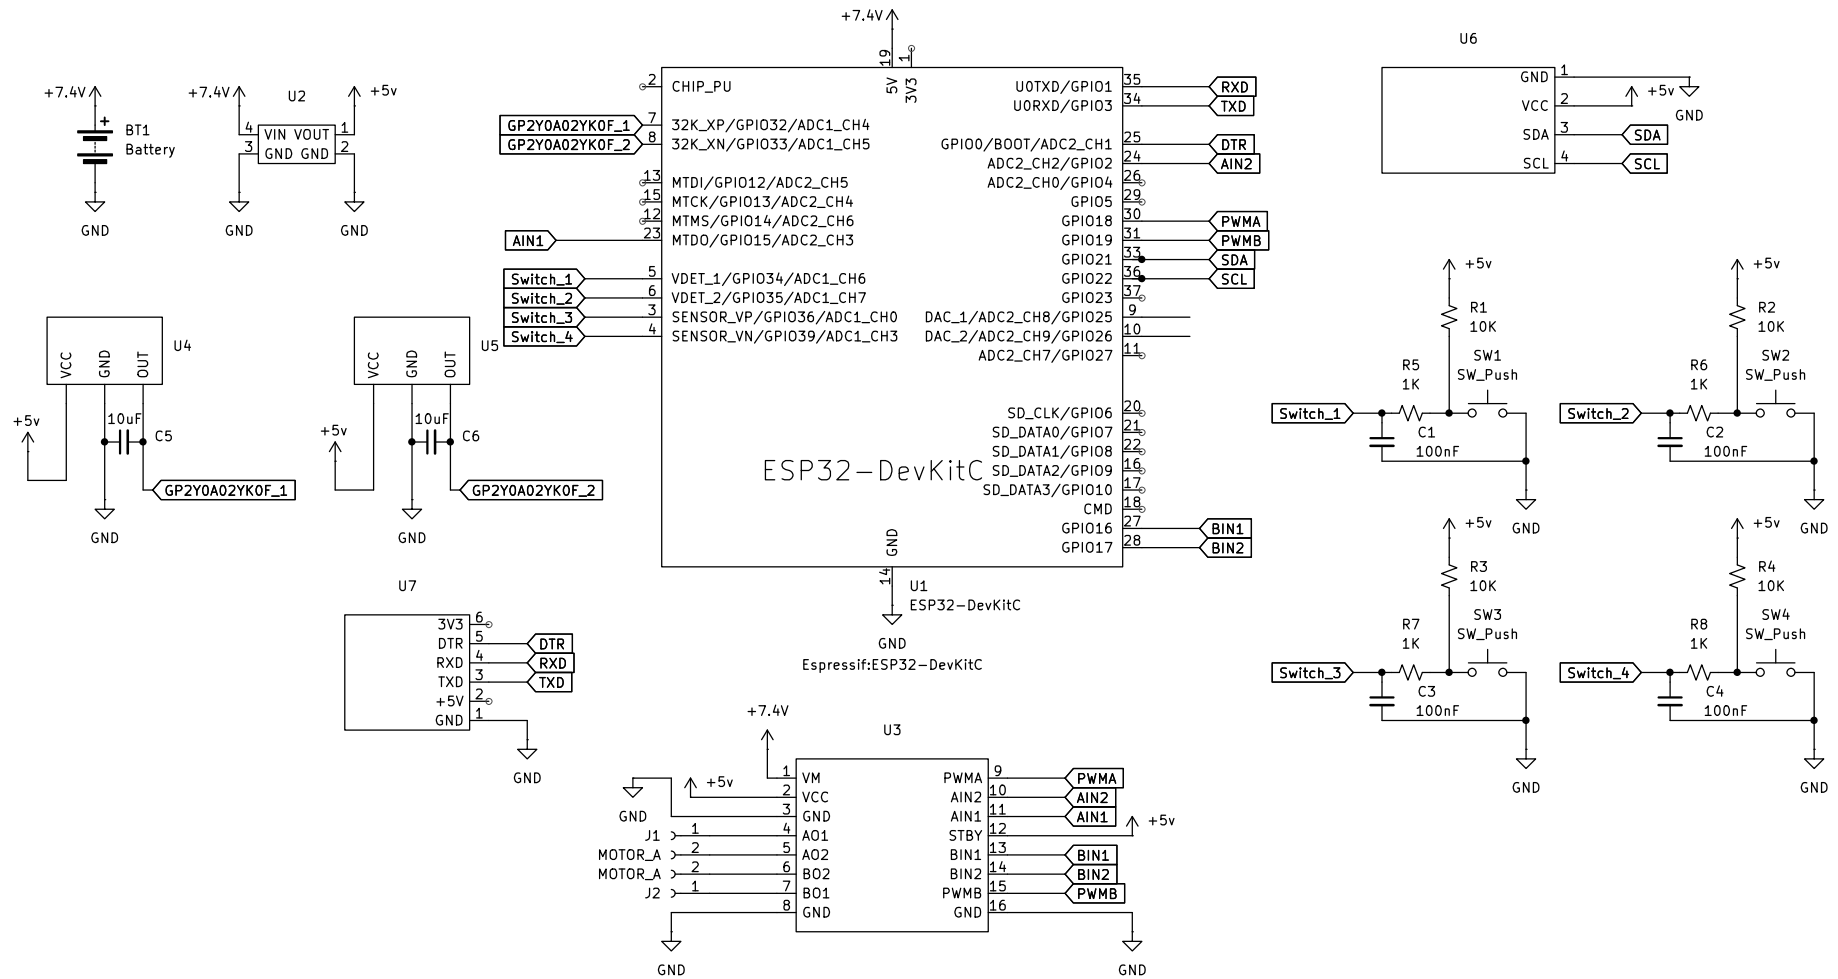 +7.4V
BT1
Battery
+
GND
+7.4V
U2
+5v
4 VIN VOUT 1
3 GND GND 2
GND
GND
U4
VCC
GND
OUT
+5v
10uF
C5
GP2Y0A02YK0F_1
GND
U5
VCC
GND
OUT
+5v
10uF
C6
GP2Y0A02YK0F_2
GND
+7.4V
19
1
5V
3V3
2 CHIP_PU
GP2Y0A02YK0F_1 7 32K_XP/GPIO32/ADC1_CH4
GP2Y0A02YK0F_2 8 32K_XN/GPIO33/ADC1_CH5
13 MTDI/GPIO12/ADC2_CH5
15 MTCK/GPIO13/ADC2_CH4
12 MTMS/GPIO14/ADC2_CH6
AIN1 23 MTDO/GPIO15/ADC2_CH3
Switch_1 5 VDET_1/GPIO34/ADC1_CH6
Switch_2 6 VDET_2/GPIO35/ADC1_CH7
Switch_3 3 SENSOR_VP/GPIO36/ADC1_CH0
Switch_4 4 SENSOR_VN/GPIO39/ADC1_CH3
U0TXD/GPIO1 35 RXD
U0RXD/GPIO3 34 TXD
GPIO0/BOOT/ADC2_CH1 25 DTR
ADC2_CH2/GPIO2 24 AIN2
ADC2_CH0/GPIO4 26
GPIO5 29
GPIO18 30 PWMA
GPIO19 31 PWMB
GPIO21 33 SDA
GPIO22 36 SCL
GPIO23 37
DAC_1/ADC2_CH8/GPIO25 9
DAC_2/ADC2_CH9/GPIO26 10
ADC2_CH7/GPIO27 11
SD_CLK/GPIO6 20
SD_DATA0/GPIO7 21
SD_DATA1/GPIO8 22
SD_DATA2/GPIO9 16
SD_DATA3/GPIO10 17
CMD 18
GPIO16 27 BIN1
GPIO17 28 BIN2
ESP32-DevKitC
GND
14
U1
ESP32-DevKitC
GND
Espressif:ESP32-DevKitC
U6
GND 1
VCC 2 +5v
GND
SDA 3 SDA
SCL 4 SCL
+5v
R1
10K
SW1
SW_Push
R5
1K
Switch_1
C1
100nF
GND
+5v
R2
10K
SW2
SW_Push
R6
1K
Switch_2
C2
100nF
GND
+5v
R3
10K
SW3
SW_Push
R7
1K
Switch_3
C3
100nF
GND
+5v
R4
10K
SW4
SW_Push
R8
1K
Switch_4
C4
100nF
GND
U7
3V3 6
DTR 5 DTR
RXD 4 RXD
TXD 3 TXD
+5V 2
GND 1
GND
+7.4V
U3
1 VM
+5v
2 VCC
3 GND
GND
J1 1 4 AO1
MOTOR_A 2 5 AO2
MOTOR_A 2 6 BO2
J2 1 7 BO1
8 GND
GND
PWMA 9 PWMA
AIN2 10 AIN2
AIN1 11 AIN1
STBY 12 +5v
BIN1 13 BIN1
BIN2 14 BIN2
PWMB 15 PWMB
GND 16
GND